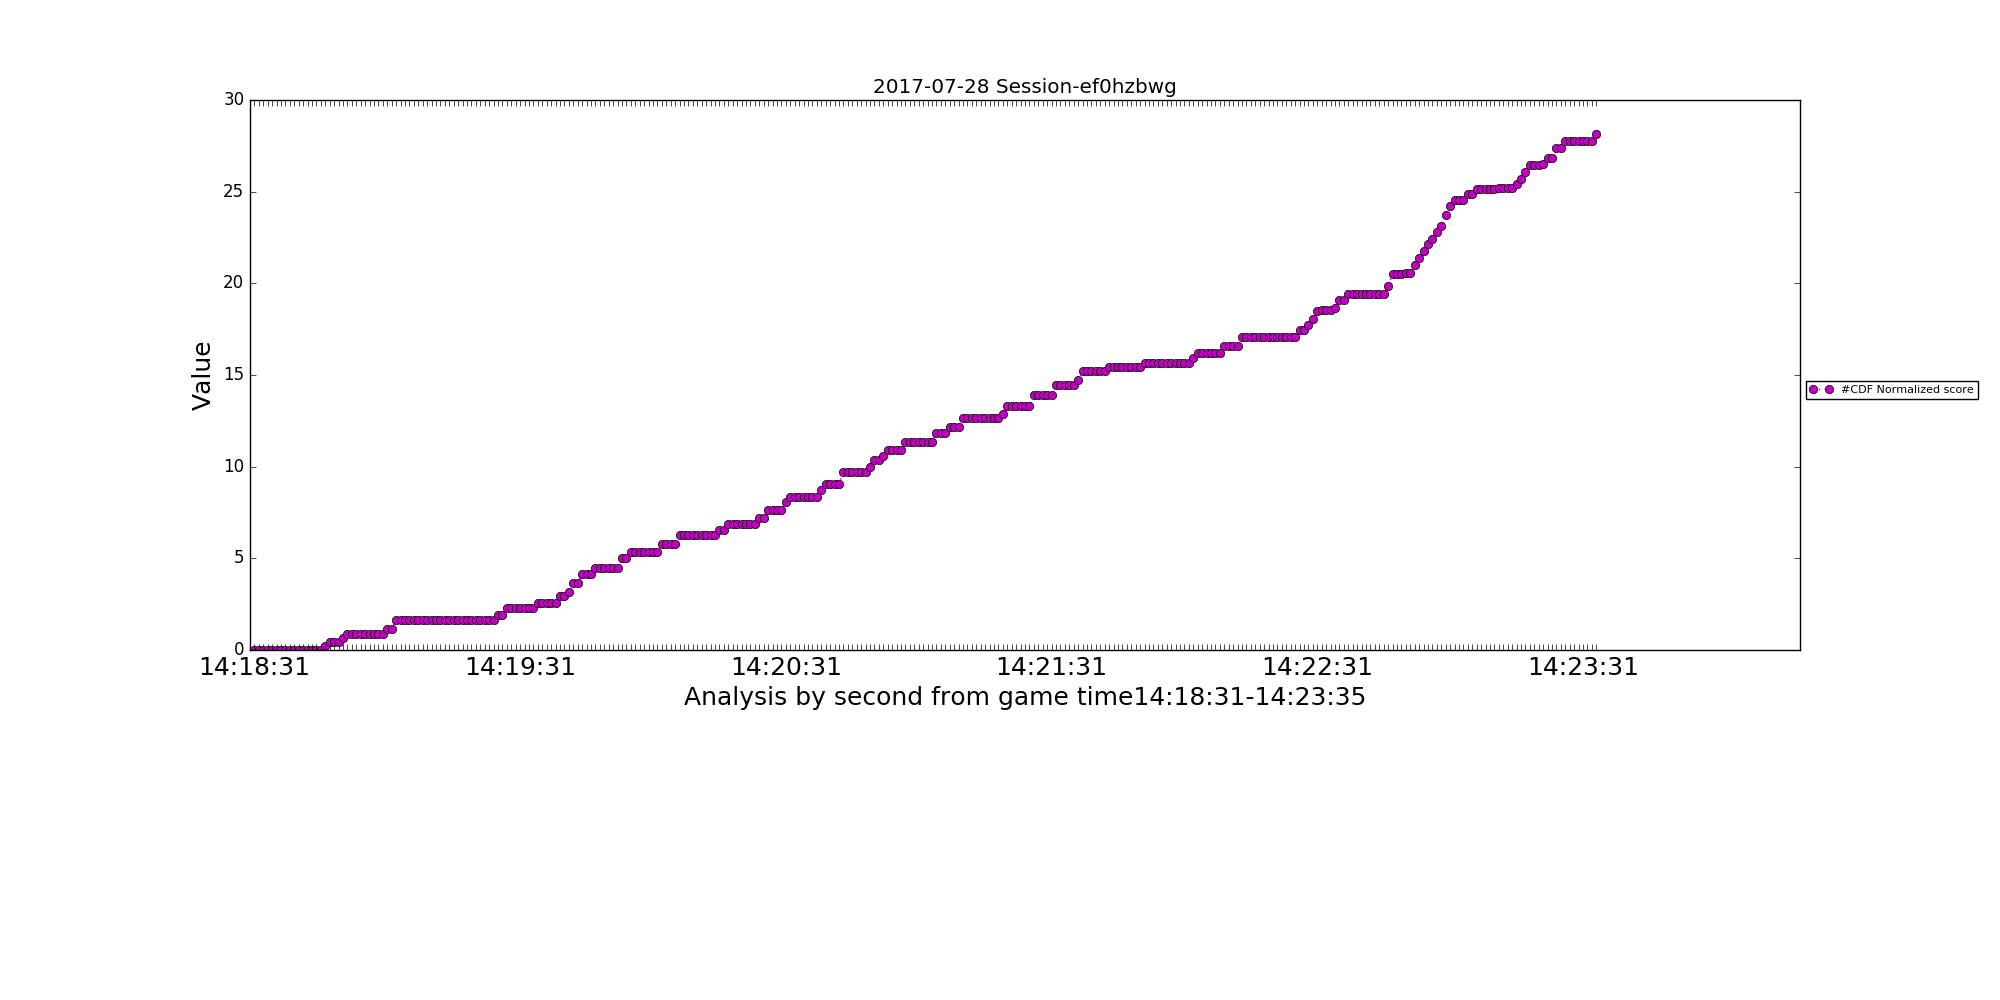 2017-07-28 Session-ef0hzbwg
30
25
20
15
10
5
0
Value
#CDF Normalized score
14:18:31 14:19:31 14:20:31 14:21:31 14:22:31 14:23:31
Analysis by second from game time14:18:31-14:23:35